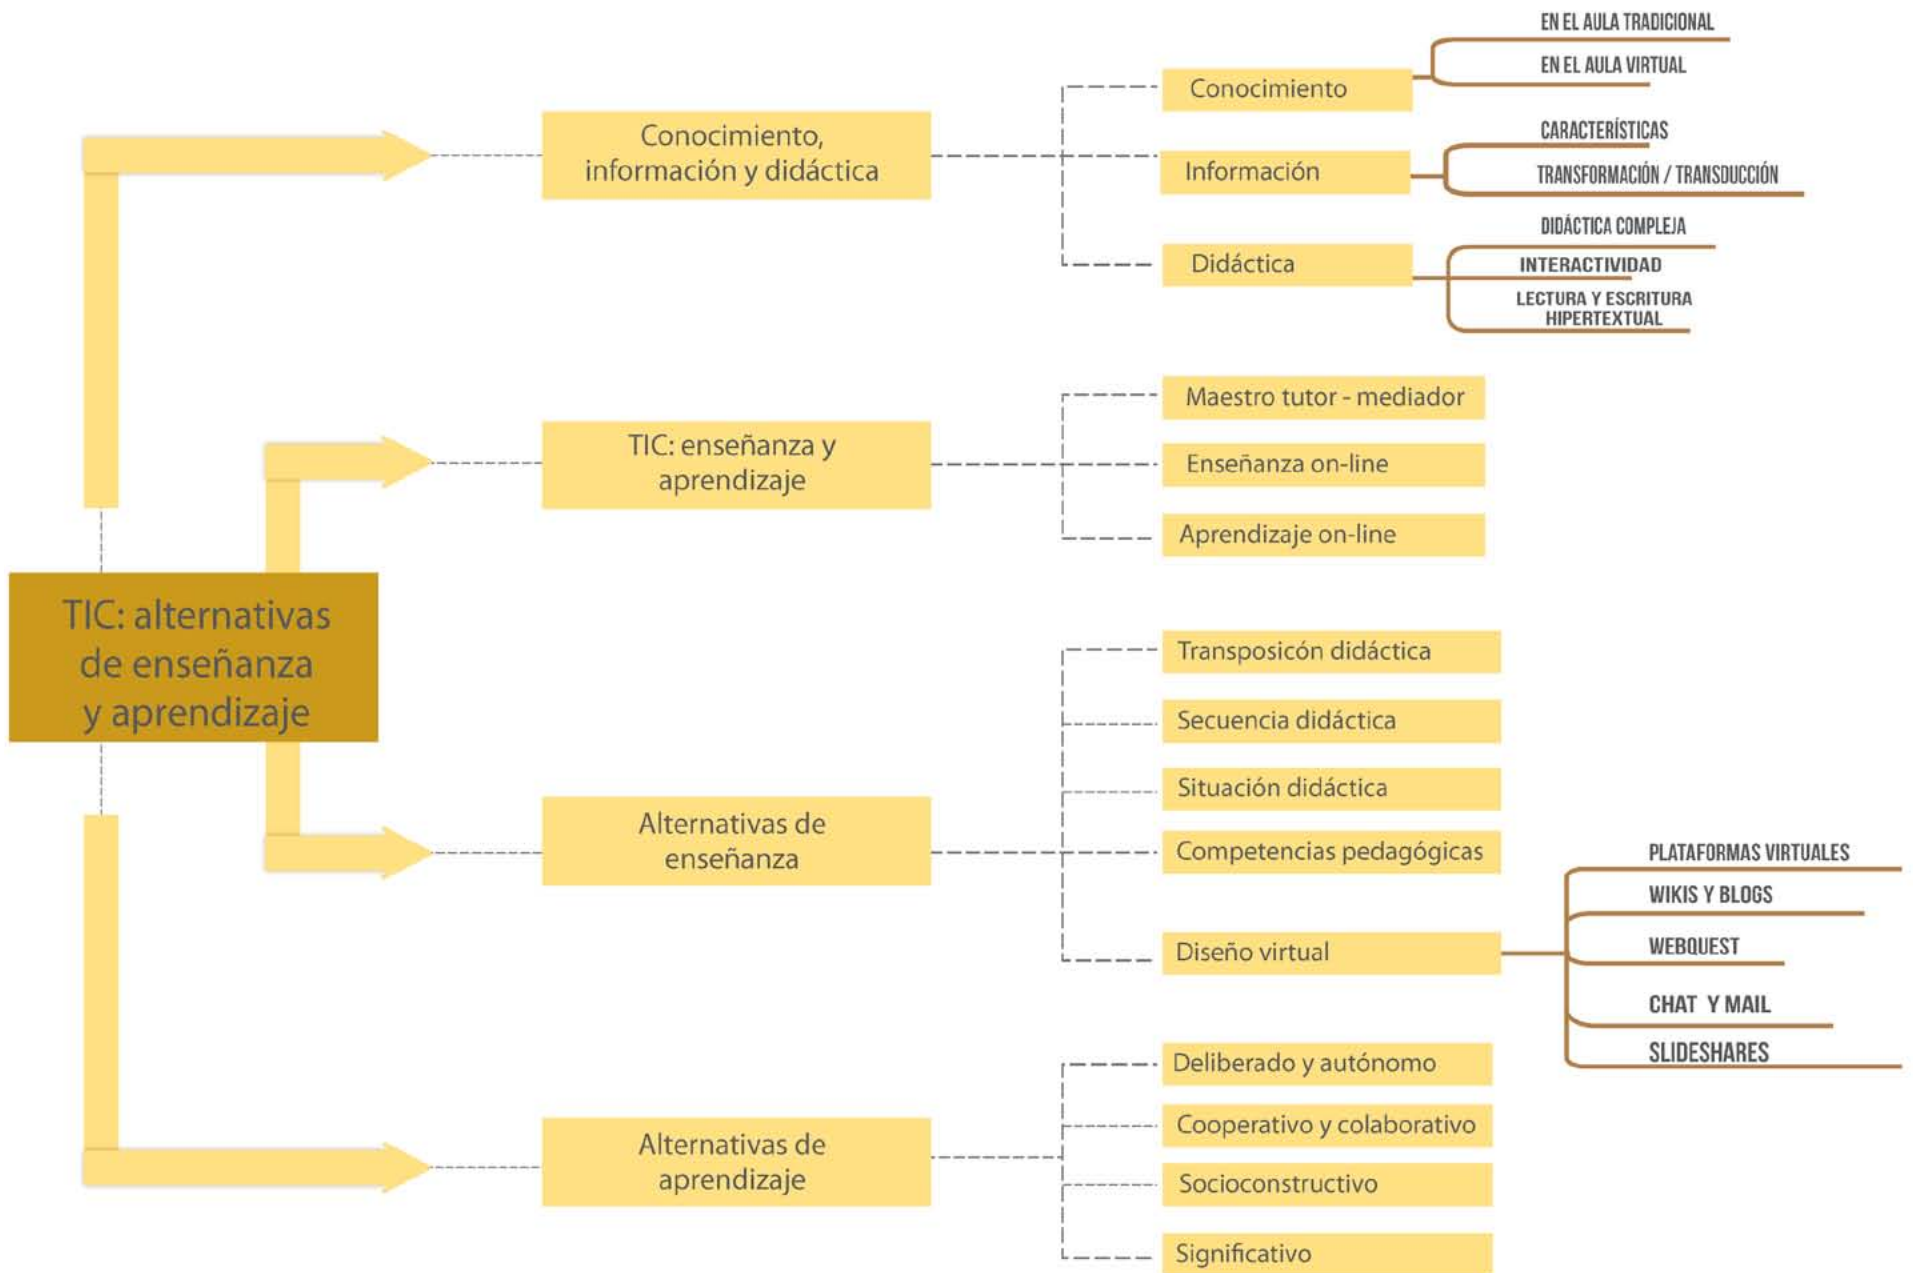 TIC: alternativas
de enseñanza
y aprendizaje
Conocimiento,
información y didáctica
Conocimiento
EN EL AULA TRADICIONAL
EN EL AULA VIRTUAL
Información
CARACTERÍSTICAS
TRANSFORMACIÓN / TRANSDUCCIÓN
Didáctica
DIDÁCTICA COMPLEJA
INTERACTIVIDAD
LECTURA Y ESCRITURA
HIPERTEXTUAL
TIC: enseñanza y
aprendizaje
Maestro tutor - mediador
Enseñanza on-line
Aprendizaje on-line
Alternativas de
enseñanza
Transposicón didáctica
Secuencia didáctica
Situación didáctica
Competencias pedagógicas
Diseño virtual
PLATAFORMAS VIRTUALES
WIKIS Y BLOGS
WEBQUEST
CHAT Y MAIL
SLIDESHARES
Alternativas de
aprendizaje
Deliberado y autónomo
Cooperativo y colaborativo
Socioconstructivo
Significativo